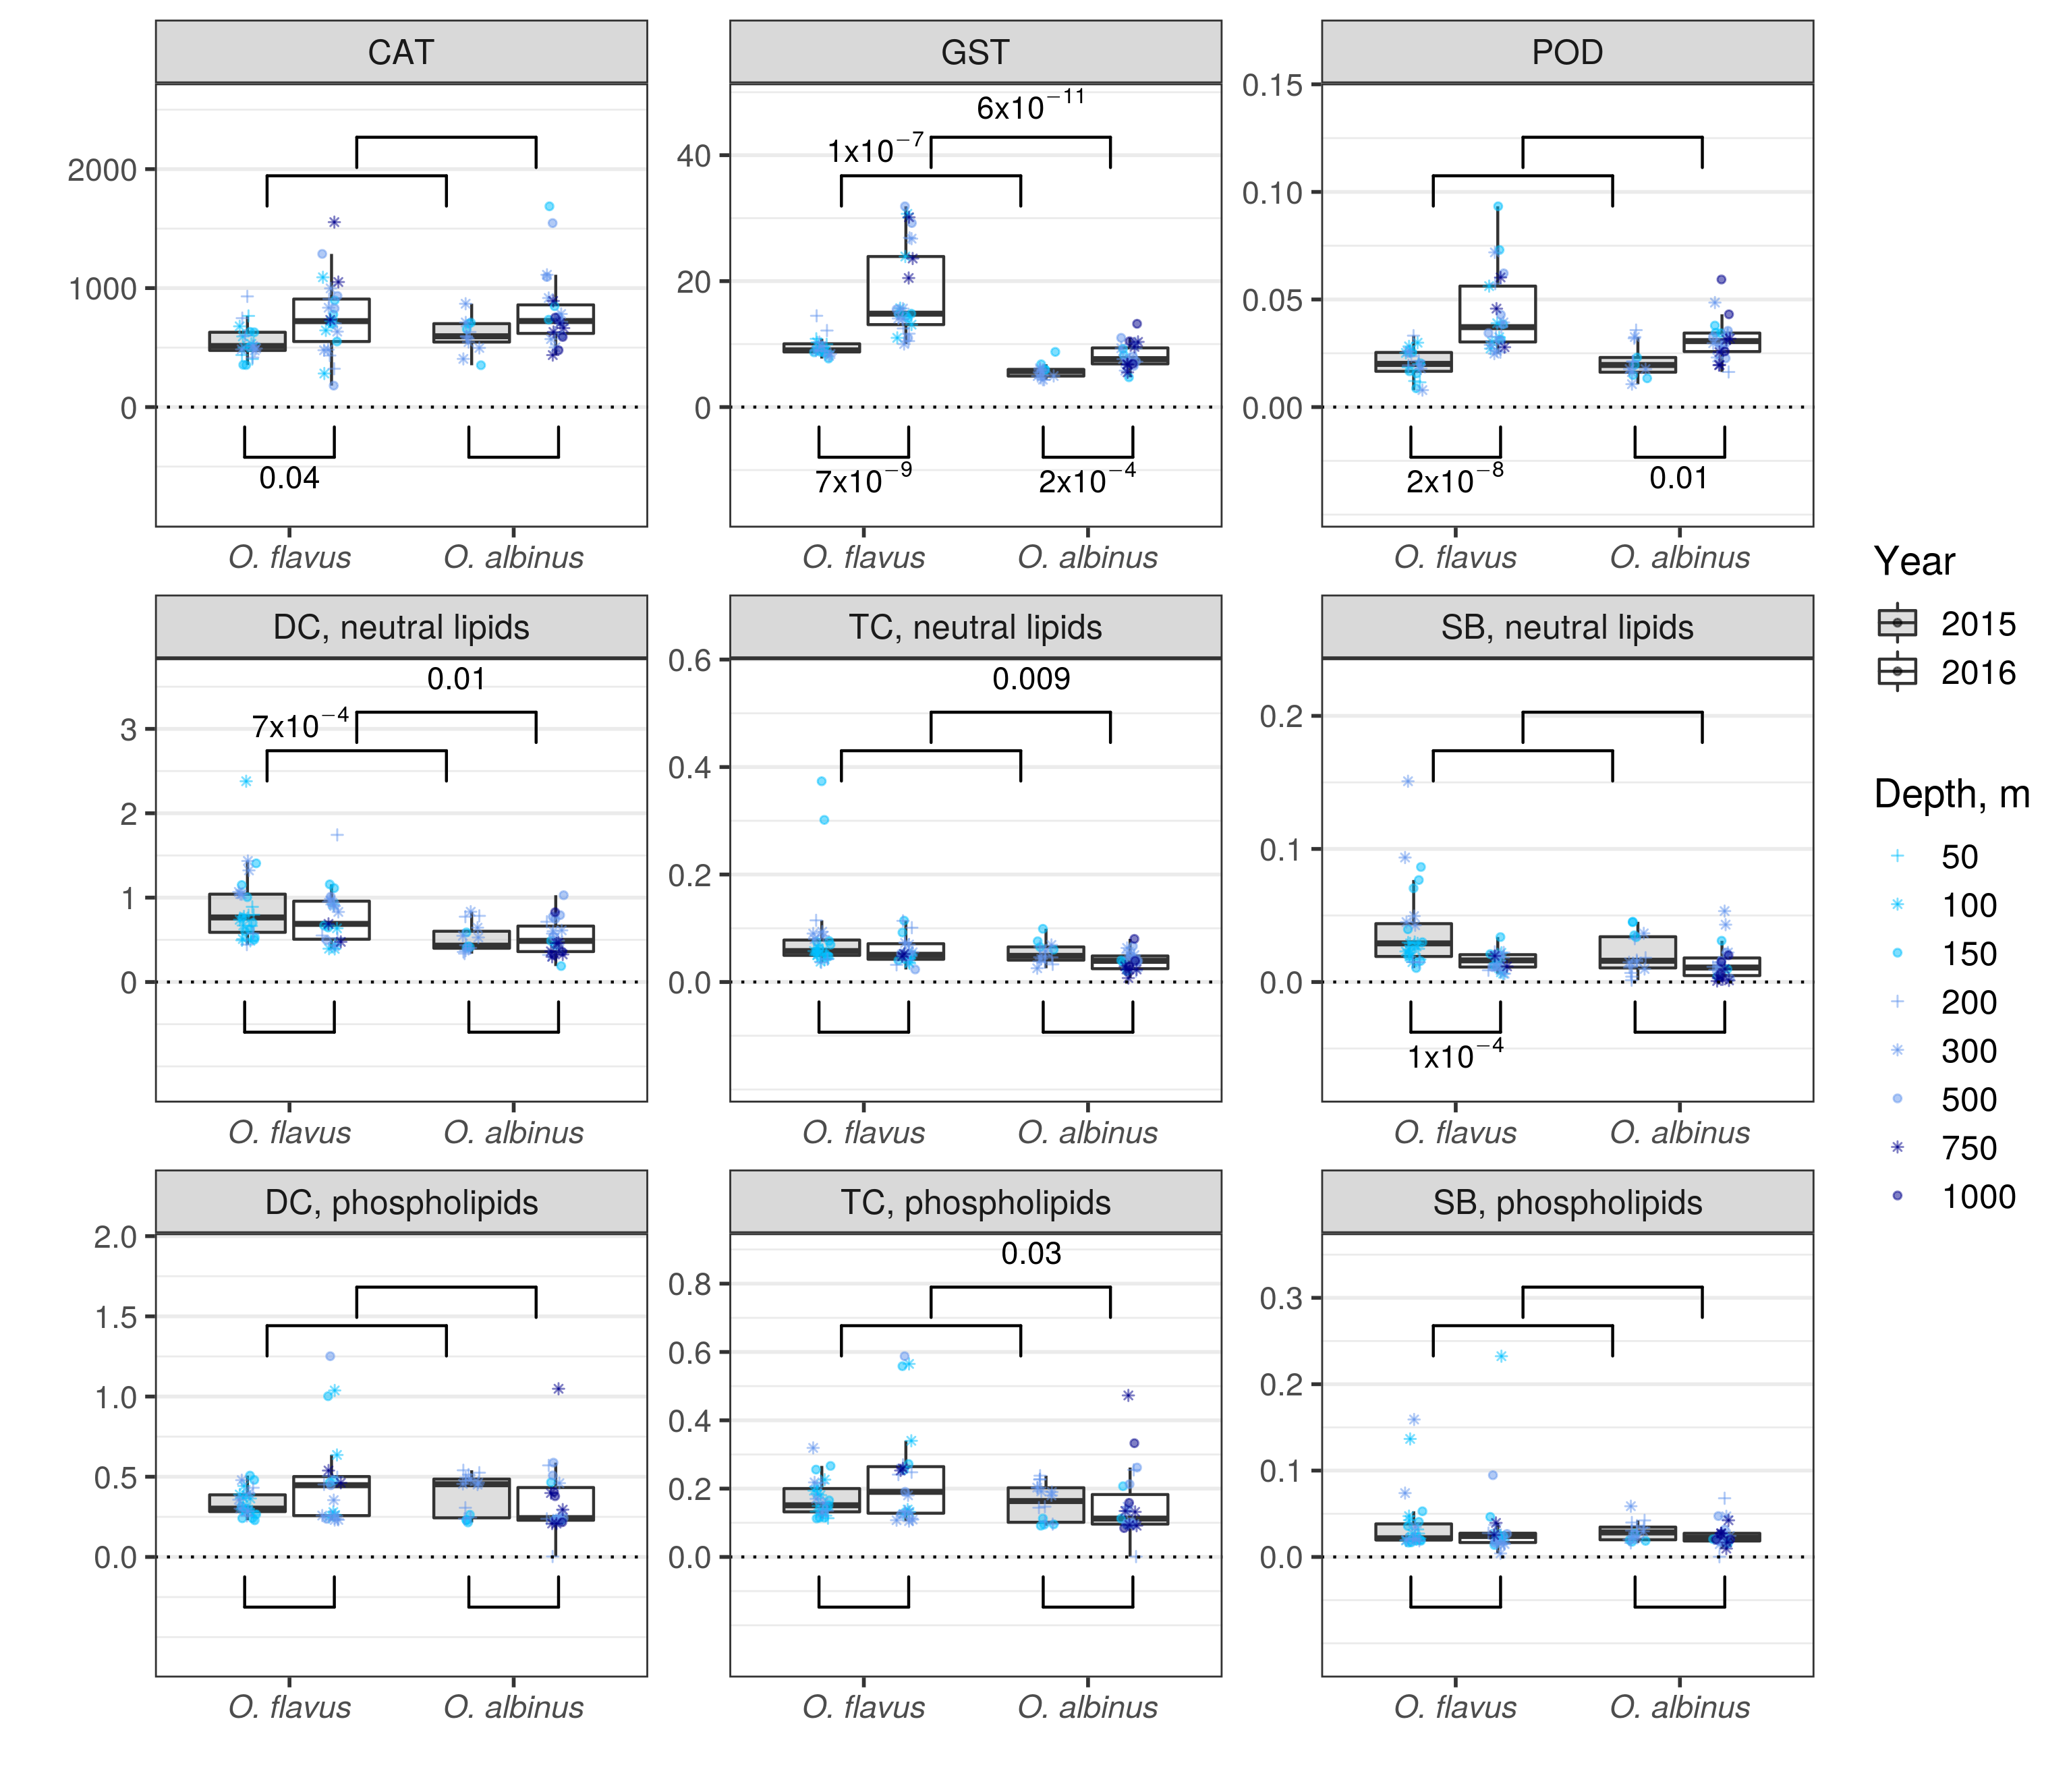 CAT
GST
POD
2000
1000
0
0.04
O. flavus
O. albinus
40
20
0
1x10⁻⁷
6x10⁻¹¹
7x10⁻⁹
2x10⁻⁴
O. flavus
O. albinus
0.15
0.10
0.05
0.00
2x10⁻⁸
0.01
O. flavus
O. albinus
DC, neutral lipids
TC, neutral lipids
SB, neutral lipids
3
2
1
0
0.01
7x10⁻⁴
O. flavus
O. albinus
0.6
0.4
0.2
0.0
0.009
O. flavus
O. albinus
0.2
0.1
0.0
1x10⁻⁴
O. flavus
O. albinus
DC, phospholipids
TC, phospholipids
SB, phospholipids
2.0
1.5
1.0
0.5
0.0
O. flavus
O. albinus
0.8
0.6
0.4
0.2
0.0
0.03
O. flavus
O. albinus
0.3
0.2
0.1
0.0
O. flavus
O. albinus
Year
2015
2016
Depth, m
50
100
150
200
300
500
750
1000